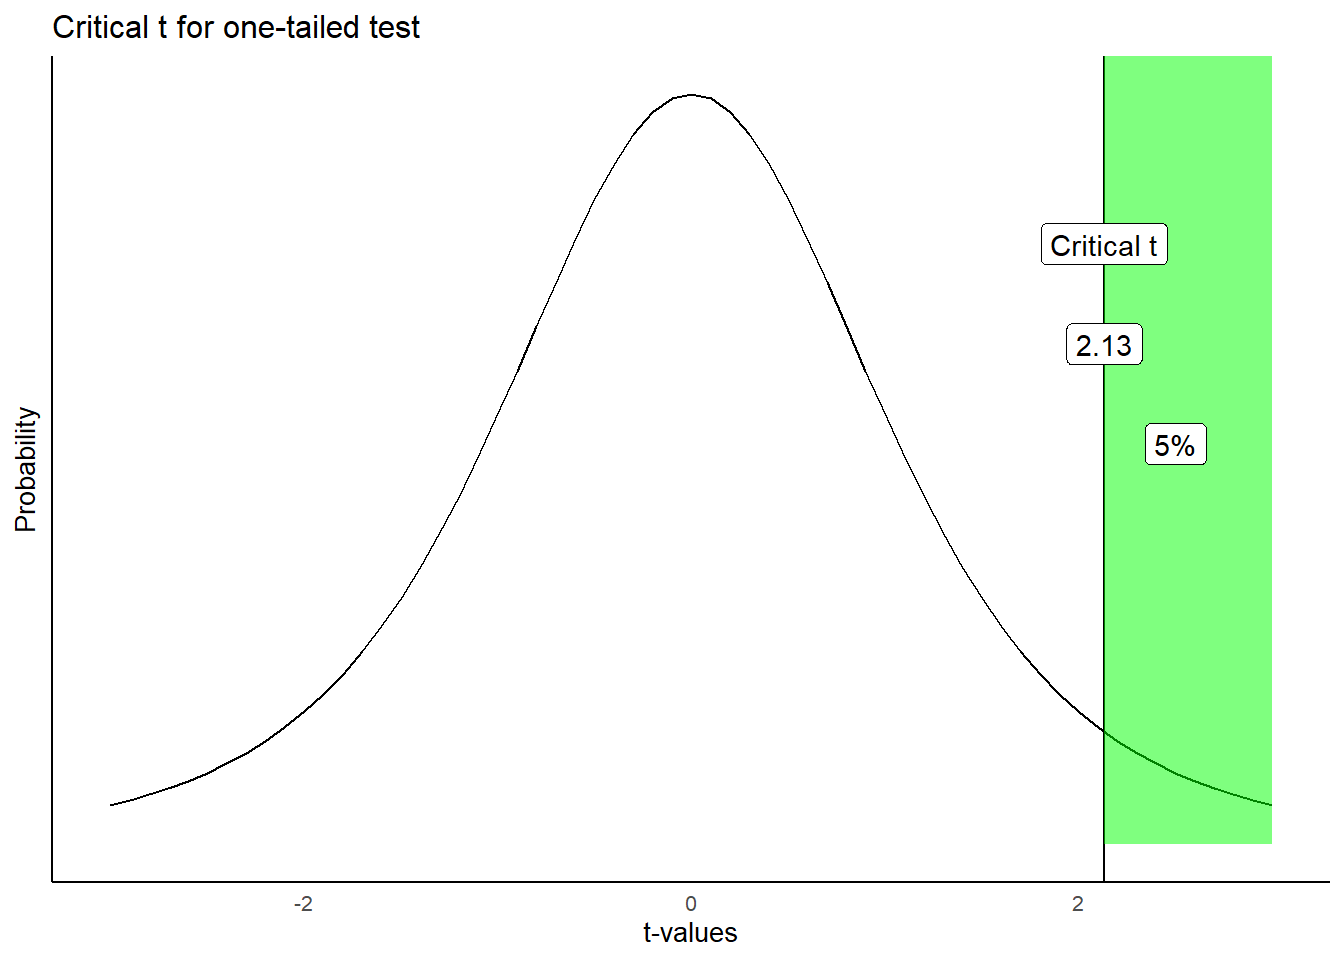 Critical t for one-tailed test
Critical t
2.13
5%
Probability
-2 0 2
t-values